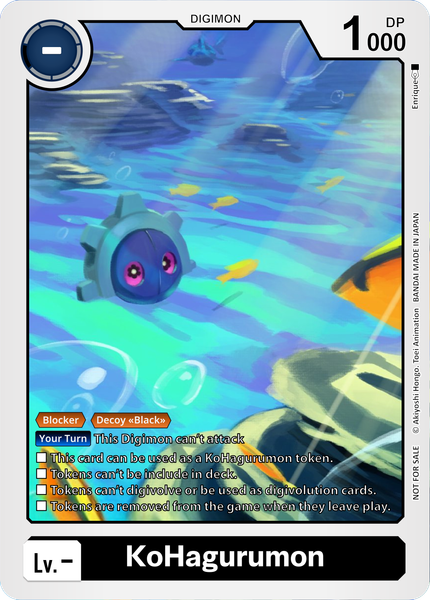 DIGIMON
DP
1000
-
Enrique
© Akiyoshi Hongo, Toei Animation BANDAI MADE IN JAPAN
NOT FOR SALE
Blocker Decoy «Black»
Your Turn This Digimon can't attack
This card can be used as a KoHagurumon token.
Tokens can't be include in deck.
Tokens can't digivolve or be used as digivolution cards.
Tokens are removed from the game when they leave play.
Lv.-
KoHagurumon